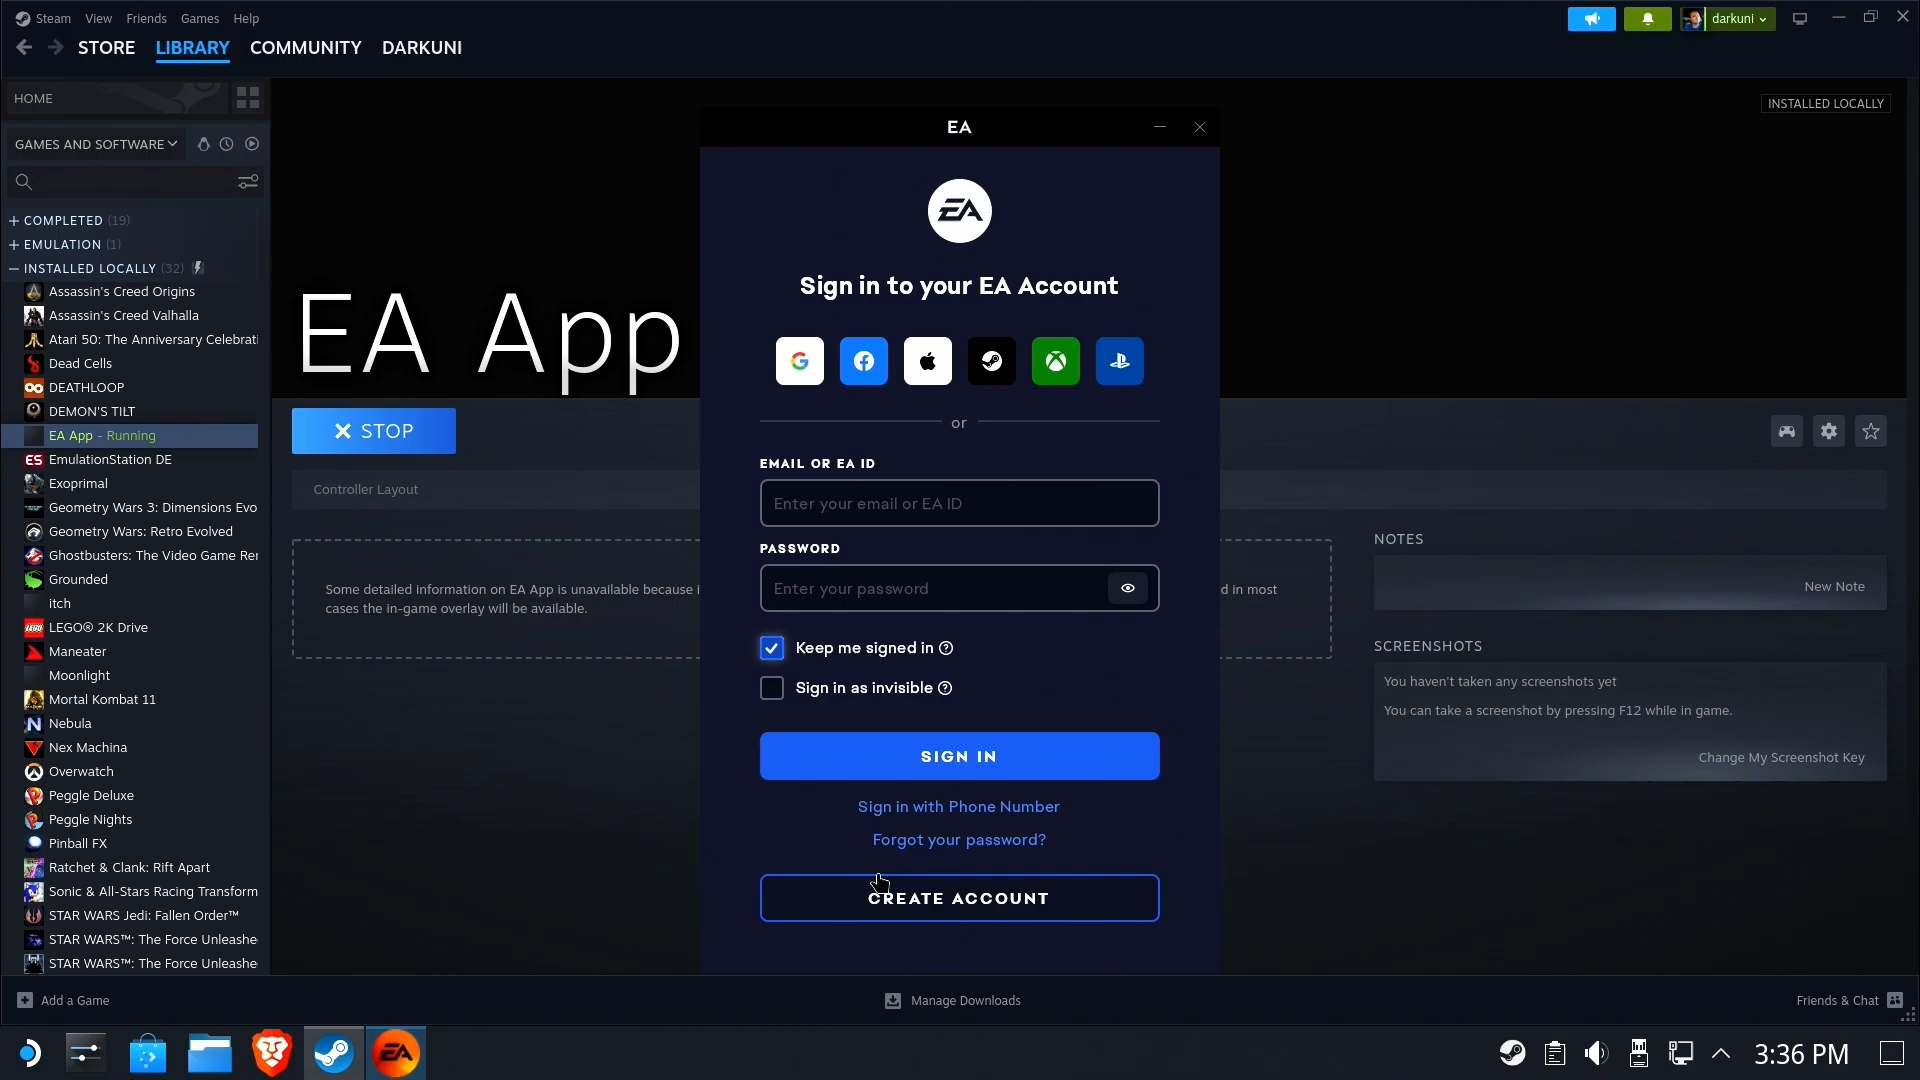 Steam View Friends Games Help
darkuni
STORE LIBRARY COMMUNITY DARKUNI
HOME
INSTALLED LOCALLY
EA
GAMES AND SOFTWARE
EA
Sign in to your EA Account
COMPLETED (19)
EMULATION (1)
INSTALLED LOCALLY (32)
Assassin's Creed Origins
Assassin's Creed Valhalla
Atari 50: The Anniversary Celebrati
Dead Cells
DEATHLOOP
DEMON'S TILT
EA App - Running
ES EmulationStation DE
Exoprimal
Geometry Wars 3: Dimensions Evo
Geometry Wars: Retro Evolved
Ghostbusters: The Video Game Rer
Grounded
itch
LEGO LEGO® 2K Drive
Maneater
Moonlight
Mortal Kombat 11
N Nebula
Nex Machina
Overwatch
Peggle Deluxe
Peggle Nights
Pinball FX
Ratchet & Clank: Rift Apart
Sonic & All-Stars Racing Transform
STAR WARS Jedi: Fallen Order™
STAR WARS™: The Force Unleashe
STAR WARS™: The Force Unleashe
EA App
STOP
Controller Layout
Some detailed information on EA App is unavailable because i
d in most
cases the in-game overlay will be available.
or
EMAIL OR EA ID
Enter your email or EA ID
PASSWORD
Enter your password
Keep me signed in
Sign in as invisible
SIGN IN
Sign in with Phone Number
Forgot your password?
CREATE ACCOUNT
NOTES
New Note
SCREENSHOTS
You haven't taken any screenshots yet
You can take a screenshot by pressing F12 while in game.
Change My Screenshot Key
Add a Game
Manage Downloads
Friends & Chat
EA
3:36 PM